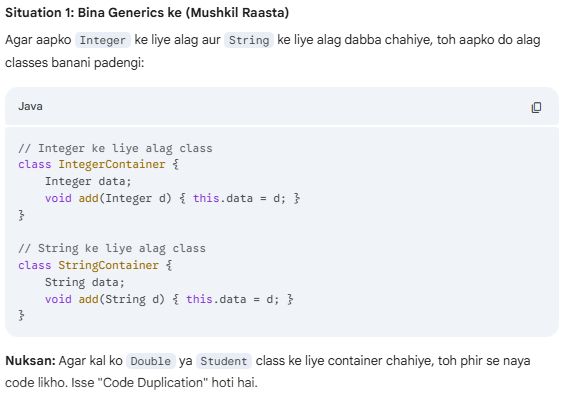 Situation 1: Bina Generics ke (Mushkil Raasta)
Agar aapko Integer ke liye alag aur String ke liye alag dabba chahiye, toh aapko do alag
classes banani padengi:
Java
// Integer ke liye alag class
class IntegerContainer {
    Integer data;
    void add(Integer d) { this.data = d; }
}

// String ke liye alag class
class StringContainer {
    String data;
    void add(String d) { this.data = d; }
}
Nuksan: Agar kal ko Double ya Student class ke liye container chahiye, toh phir se naya
code likho. Isse "Code Duplication" hoti hai.